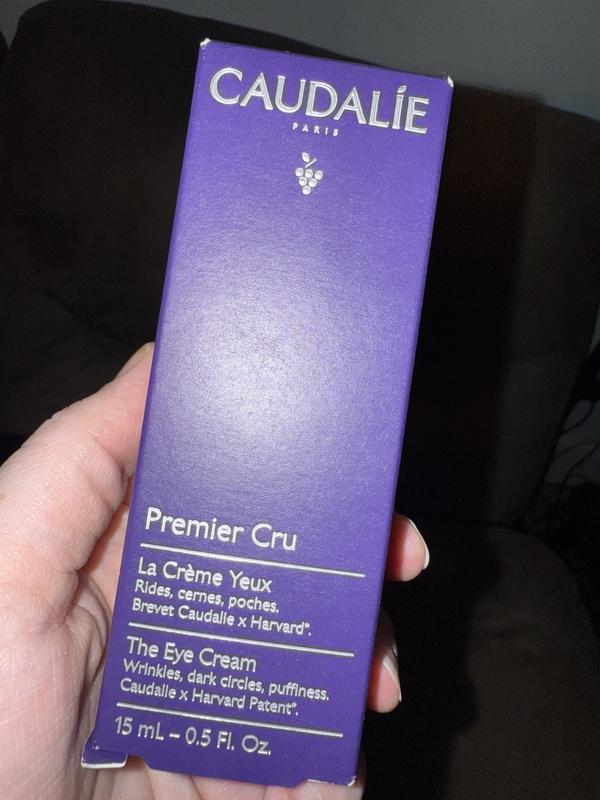 CAUDALÍE
PARIS
Premier Cru
La Crème Yeux
Rides, cernes, poches.
Brevet Caudalie x Harvard*.
The Eye Cream
Wrinkles, dark circles, puffiness.
Caudalie x Harvard Patent*.
15 mL – 0.5 Fl. Oz.